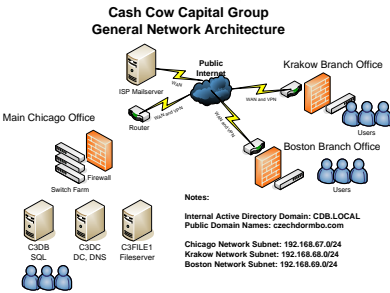 Cash Cow Capital Group
General Network Architecture
Public
Internet
ISP Mailserver
WAN
Krakow Branch Office
WAN and VPN
Users
Main Chicago Office
Router
WAN and VPN
WAN and VPN
Firewall
Switch Farm
Boston Branch Office
Users
C3DB
SQL
C3DC
DC, DNS
C3FILE1
Fileserver
Notes:
Internal Active Directory Domain: CDB.LOCAL
Public Domain Names: czechdormbo.com
Chicago Network Subnet: 192.168.67.0/24
Krakow Network Subnet: 192.168.68.0/24
Boston Network Subnet: 192.168.69.0/24